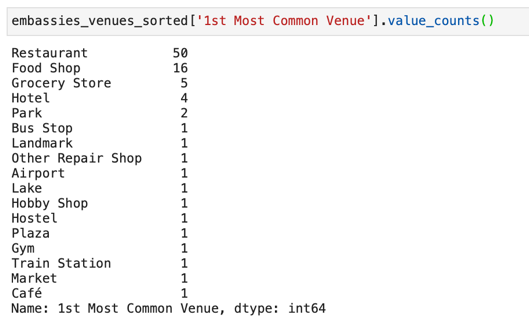 embassies_venues_sorted['1st Most Common Venue'].value_counts()
Restaurant 50
Food Shop 16
Grocery Store 5
Hotel 4
Park 2
Bus Stop 1
Landmark 1
Other Repair Shop 1
Airport 1
Lake 1
Hobby Shop 1
Hostel 1
Plaza 1
Gym 1
Train Station 1
Market 1
Café 1
Name: 1st Most Common Venue, dtype: int64